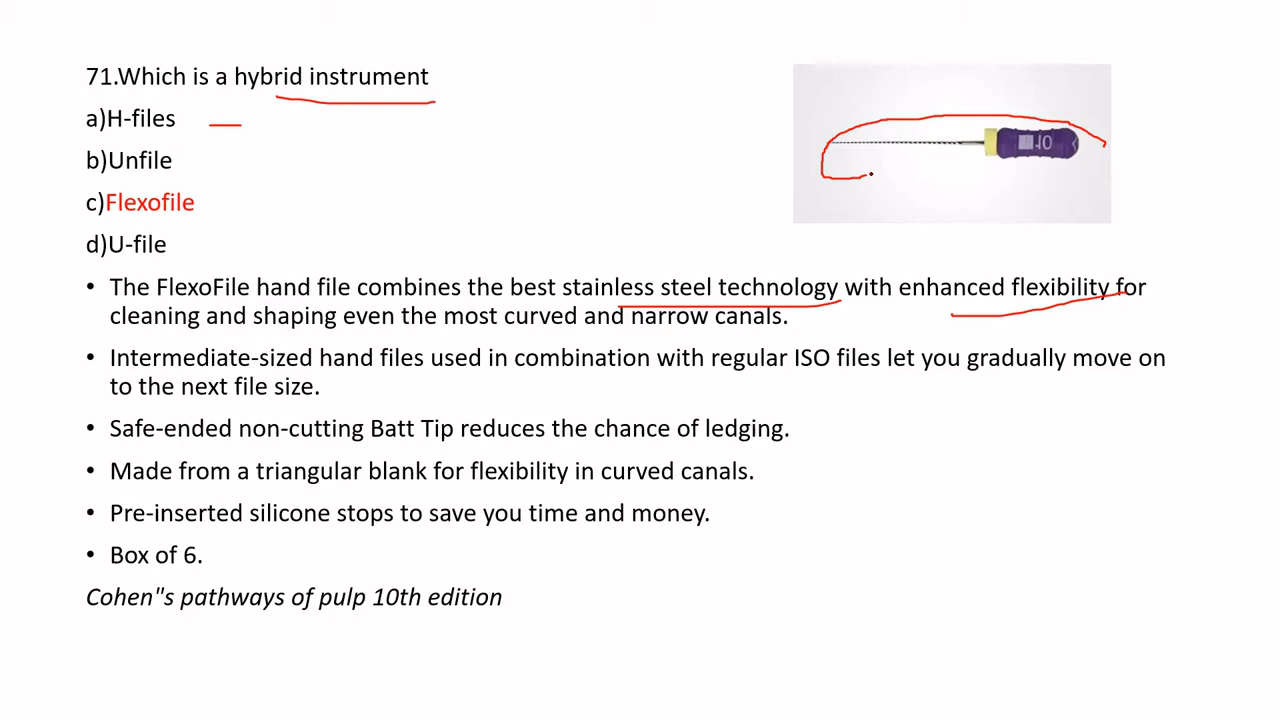 71.Which is a hybrid instrument
a)H-files
b)Unfile
c)Flexofile
d)U-file
• The FlexoFile hand file combines the best stainless steel technology with enhanced flexibility for
cleaning and shaping even the most curved and narrow canals.
• Intermediate-sized hand files used in combination with regular ISO files let you gradually move on
to the next file size.
• Safe-ended non-cutting Batt Tip reduces the chance of ledging.
• Made from a triangular blank for flexibility in curved canals.
• Pre-inserted silicone stops to save you time and money.
• Box of 6.
Cohen"s pathways of pulp 10th edition